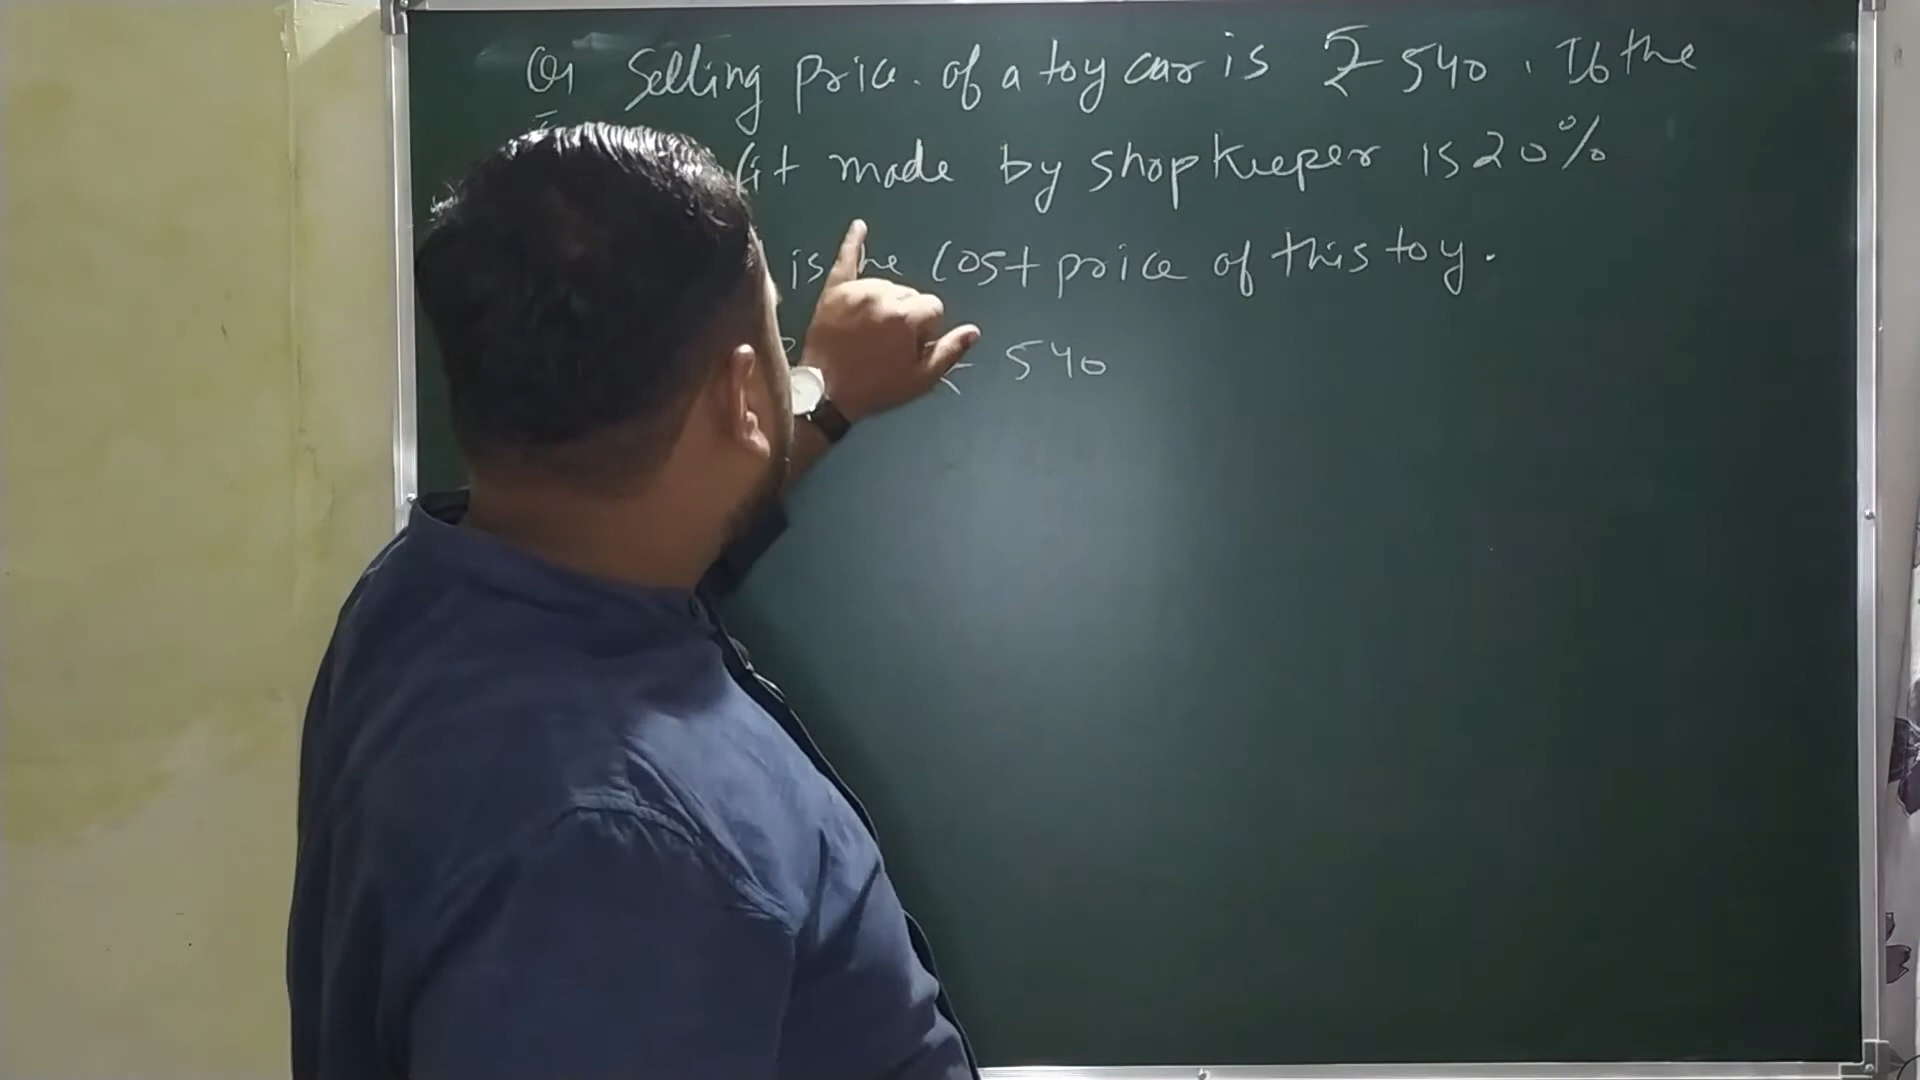 Q1 Selling price. of a toy car is ₹ 540. If the
fit made by shopkeeper is 20%
is the cost price of this toy.
₹ 540